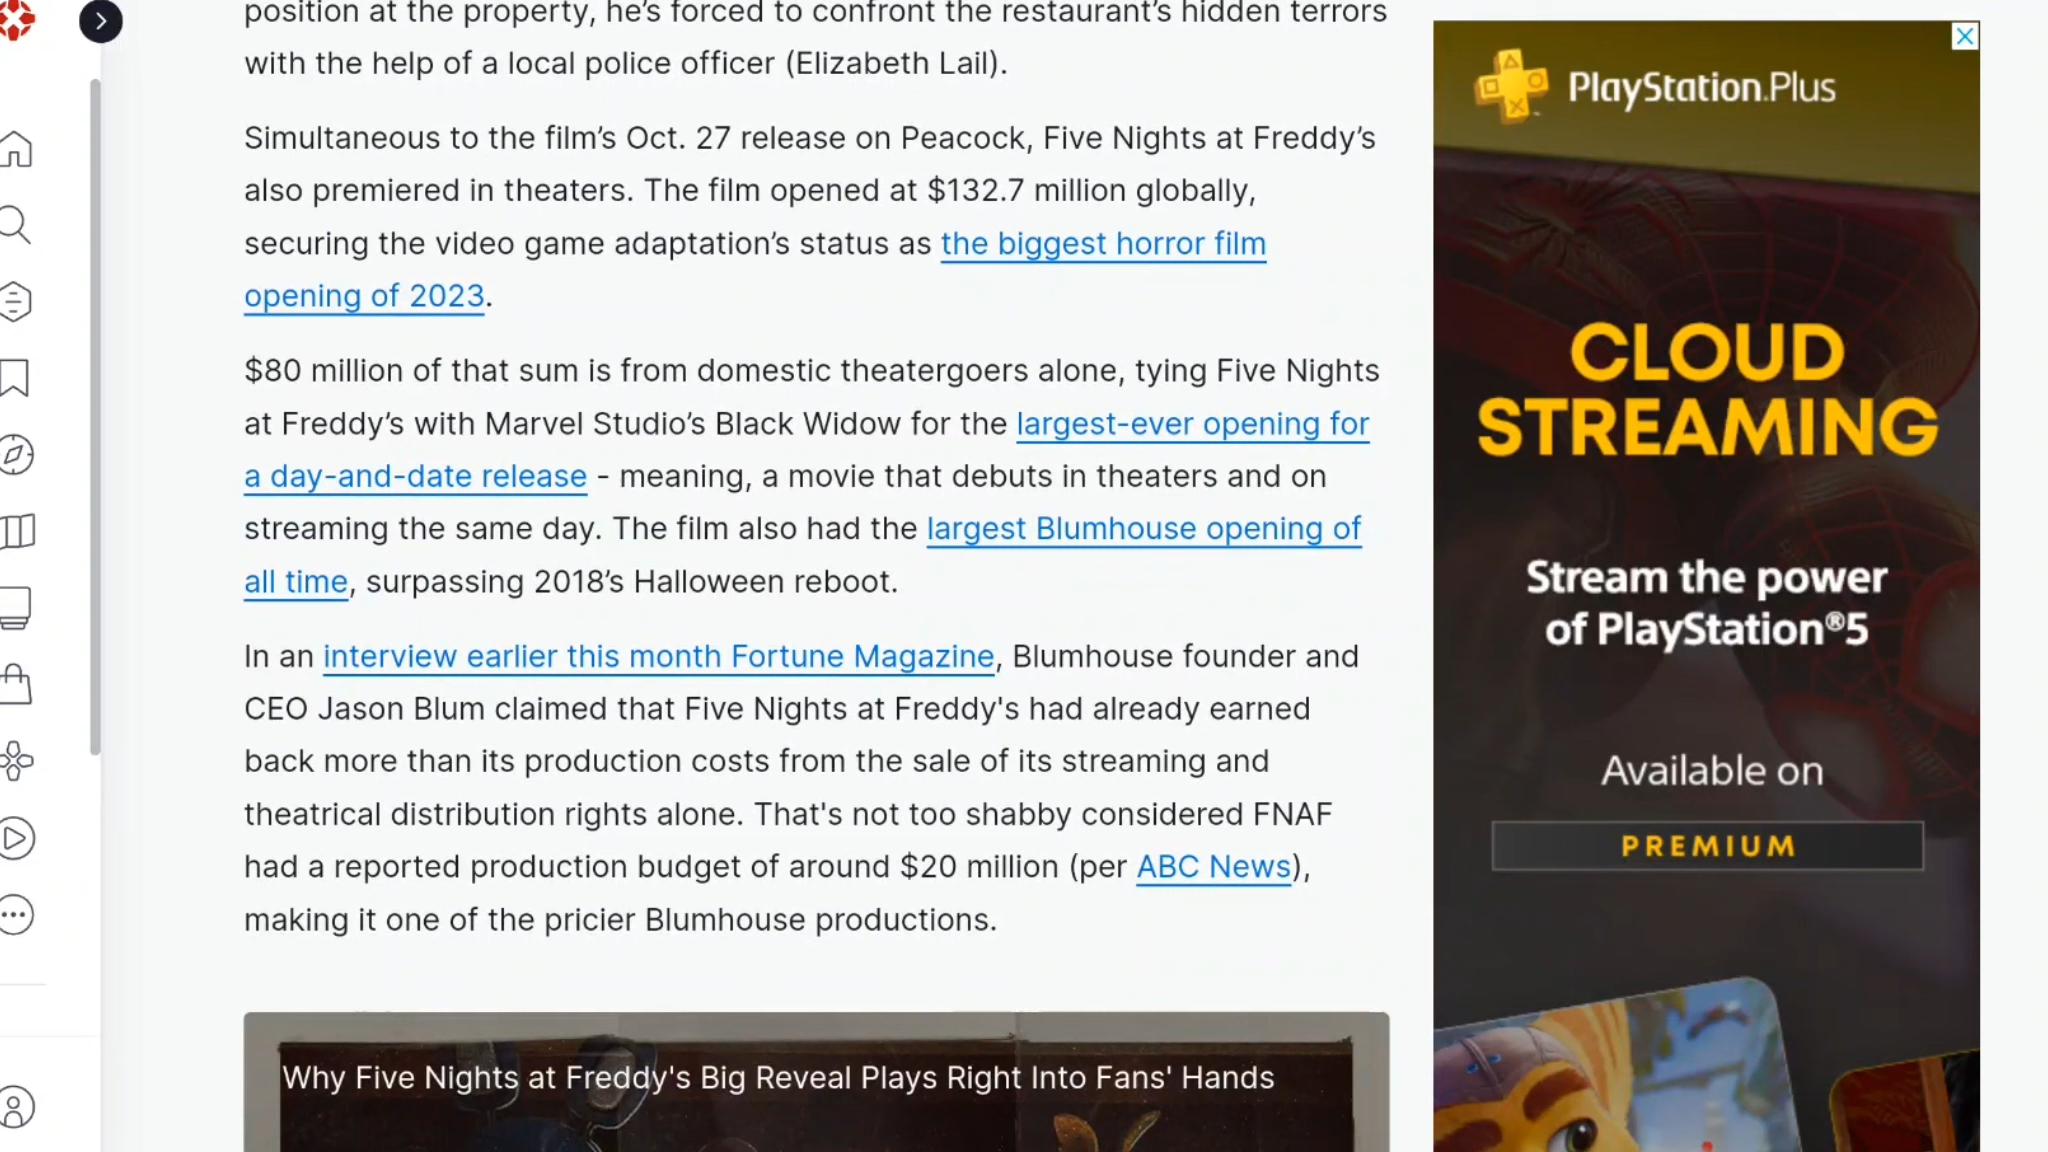 position at the property, he’s forced to confront the restaurant’s hidden terrors
with the help of a local police officer (Elizabeth Lail).
Simultaneous to the film’s Oct. 27 release on Peacock, Five Nights at Freddy’s
also premiered in theaters. The film opened at $132.7 million globally,
securing the video game adaptation’s status as the biggest horror film
opening of 2023.
$80 million of that sum is from domestic theatergoers alone, tying Five Nights
at Freddy’s with Marvel Studio’s Black Widow for the largest-ever opening for
a day-and-date release - meaning, a movie that debuts in theaters and on
streaming the same day. The film also had the largest Blumhouse opening of
all time, surpassing 2018’s Halloween reboot.
In an interview earlier this month Fortune Magazine, Blumhouse founder and
CEO Jason Blum claimed that Five Nights at Freddy's had already earned
back more than its production costs from the sale of its streaming and
theatrical distribution rights alone. That's not too shabby considered FNAF
had a reported production budget of around $20 million (per ABC News),
making it one of the pricier Blumhouse productions.
Why Five Nights at Freddy's Big Reveal Plays Right Into Fans' Hands
PlayStation.Plus
CLOUD
STREAMING
Stream the power
of PlayStation®5
Available on
PREMIUM